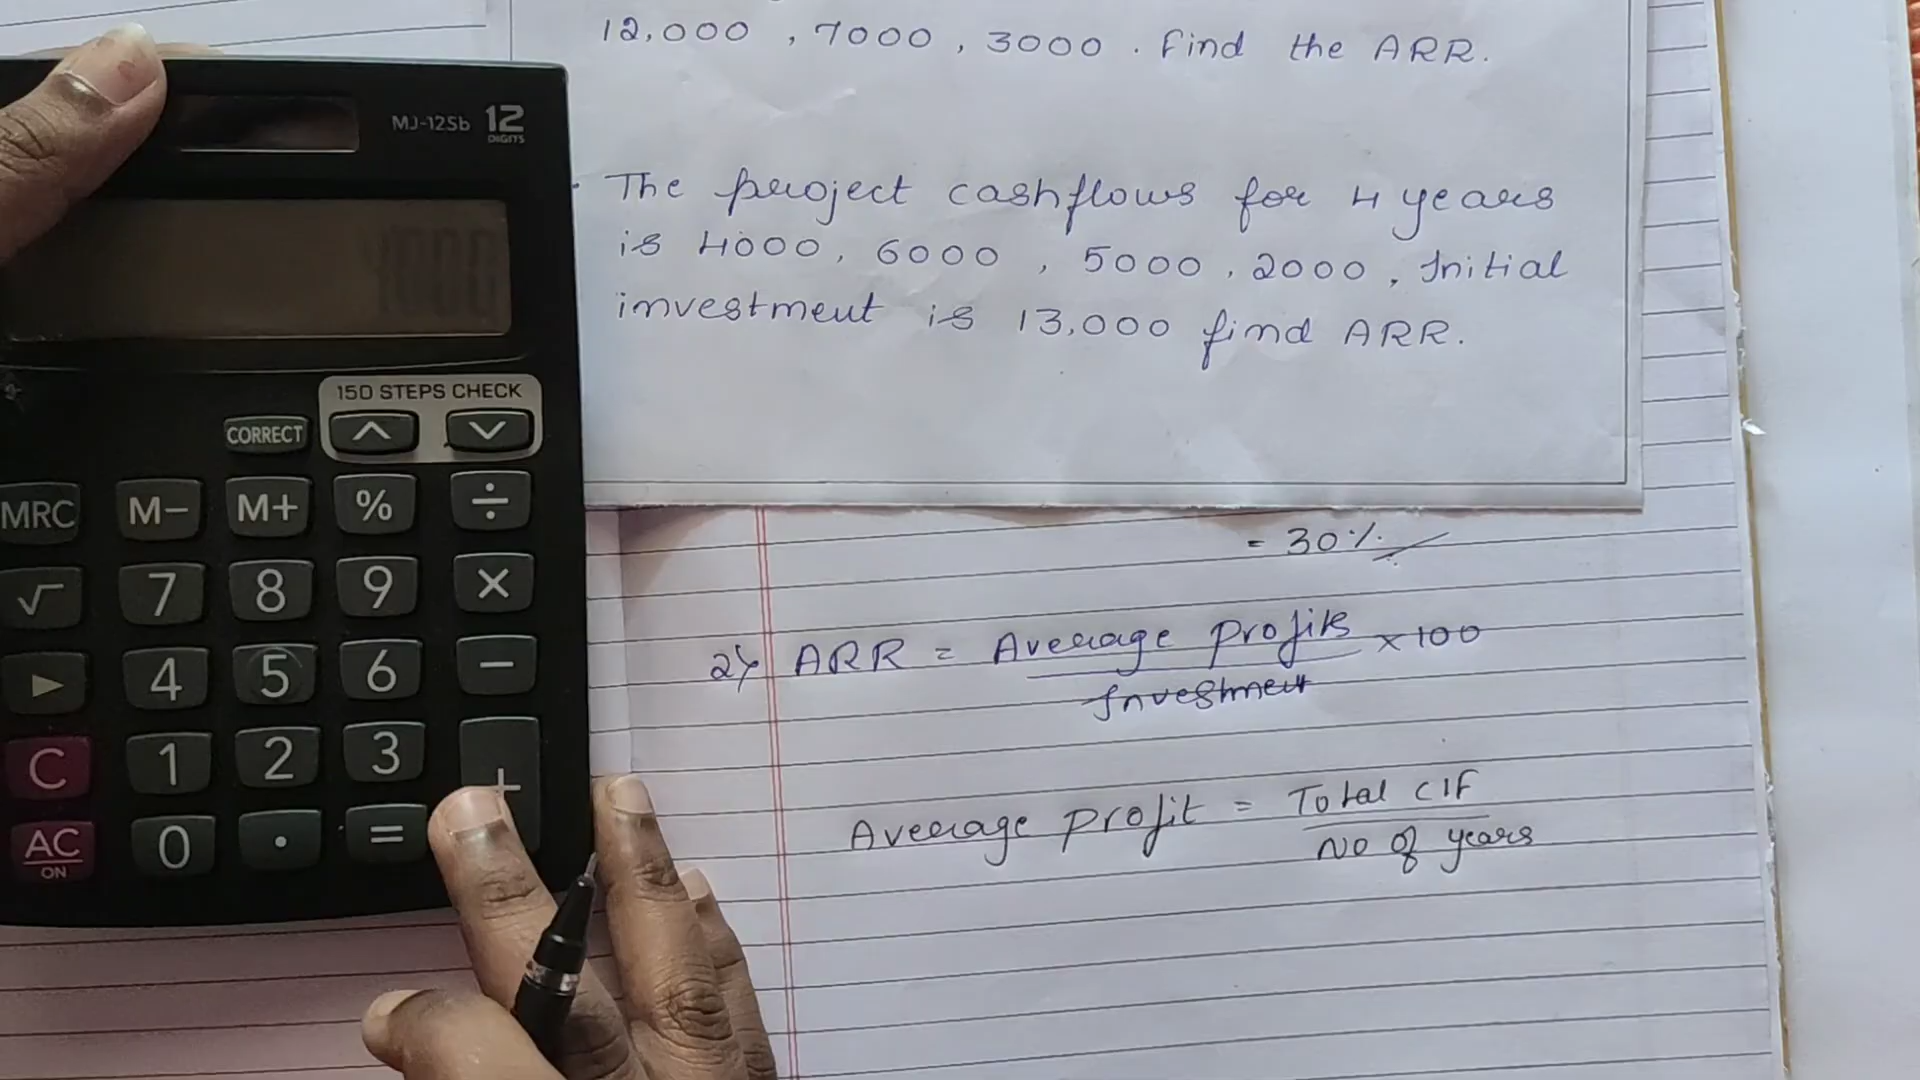 12,000 , 7000 , 3000 . Find the ARR.
MJ-12Sb 12
DIGITS
The project cashflows for 4 years
is 4000, 6000 , 5000 , 2000 , Initial
investment is 13,000 find ARR.
150 STEPS CHECK
CORRECT
MRC M− M+ % ÷
√ 7 8 9 ×
4 5 6 −
C 1 2 3 +
AC 0 . =
ON
= 30%
2) ARR = Average Profits × 100
Investment
Average Profit = Total CIF
No of years